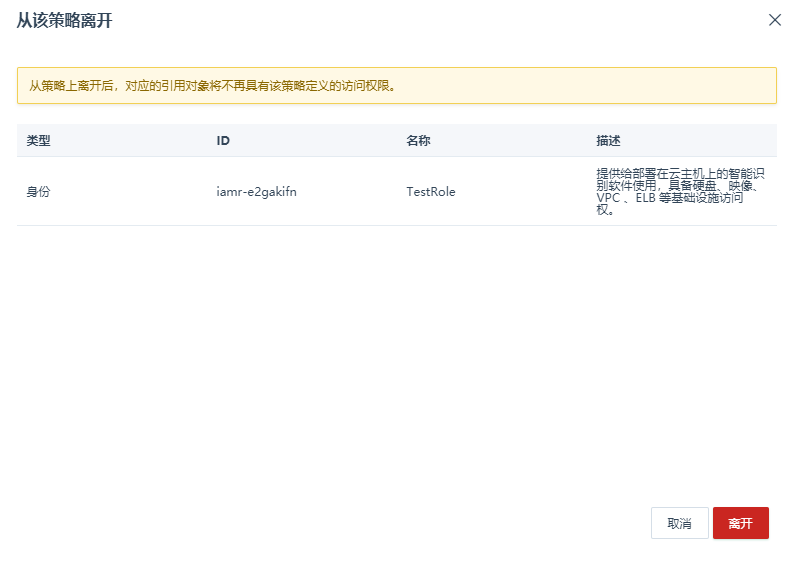 从该策略离开
从策略上离开后，对应的引用对象将不再具有该策略定义的访问权限。
类型 ID 名称 描述
身份 iamr-e2gakifn TestRole 提供给部署在云主机上的智能识
别软件使用，具备硬盘、映像、
VPC 、ELB 等基础设施访问
权。
取消 离开